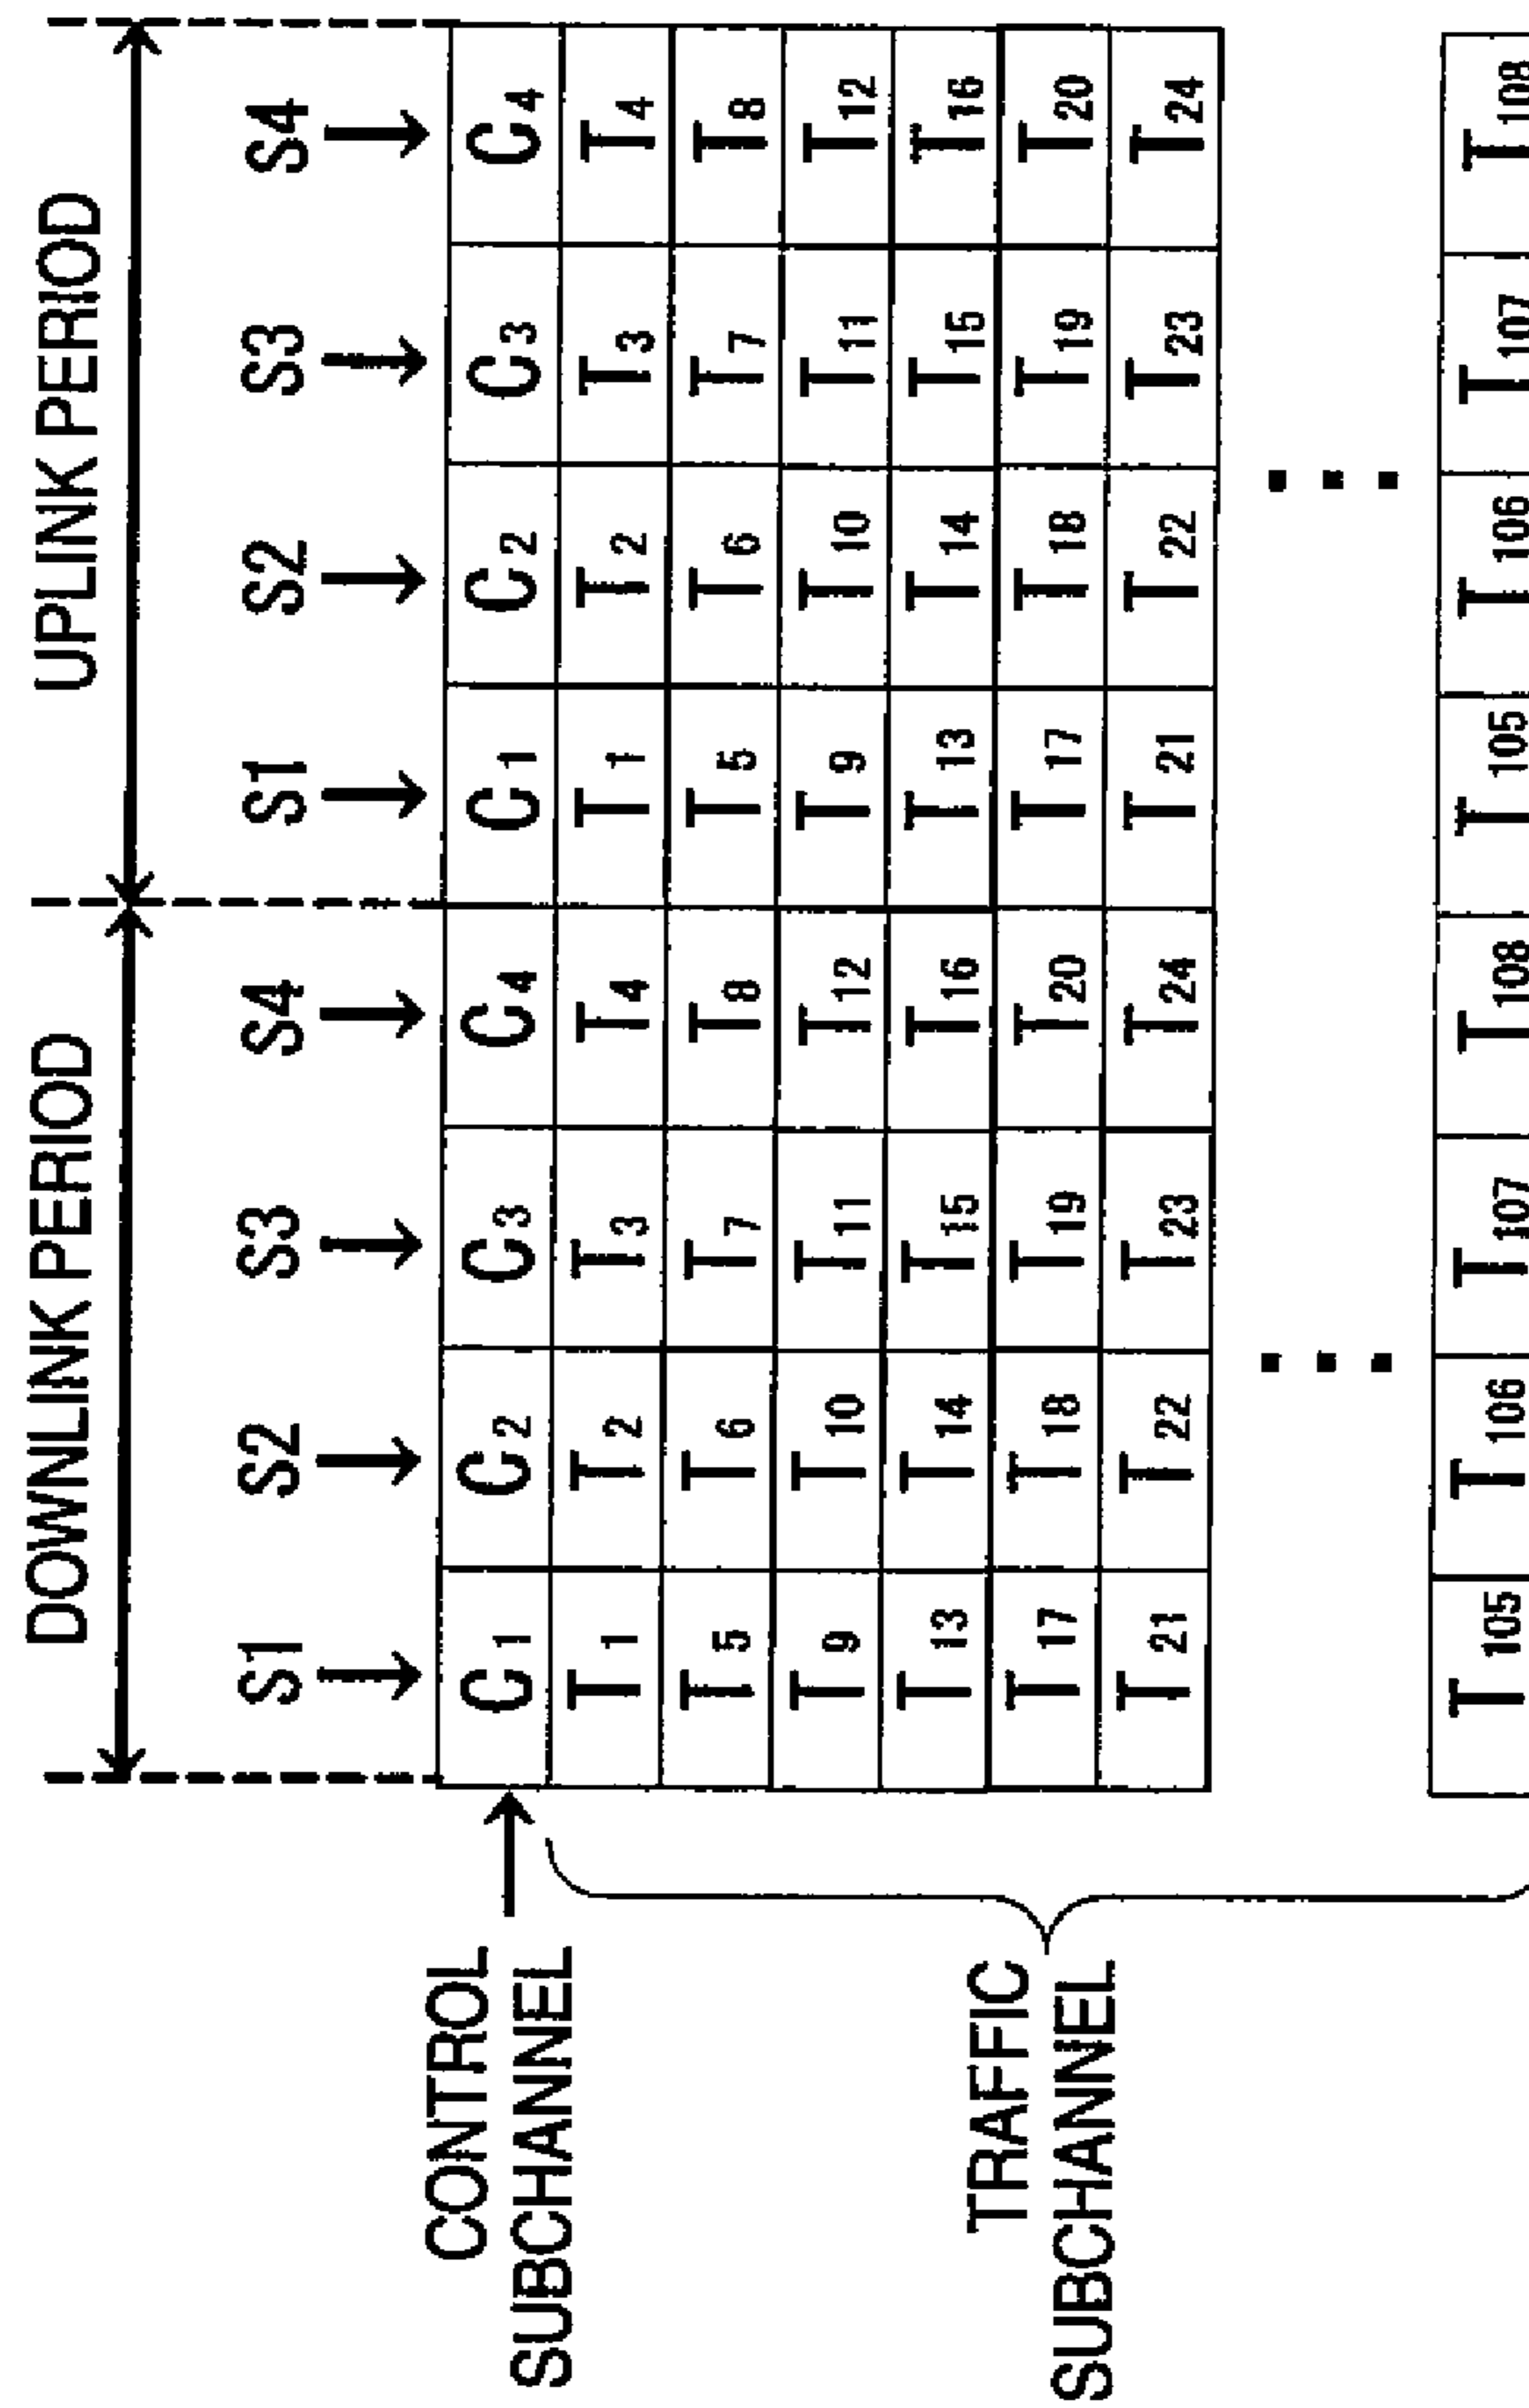 DOWNLINK PERIOD UPLINK PERIOD
S1 S2 S3 S4 S1 S2 S3 S4
CONTROL
SUBCHANNEL
C1 C2 C3 C4 C1 C2 C3 C4
T1 T2 T3 T4 T1 T2 T3 T4
T5 T6 T7 T8 T5 T6 T7 T8
T9 T10 T11 T12 T9 T10 T11 T12
T13 T14 T15 T16 T13 T14 T15 T16
TRAFFIC
SUBCHANNEL
T17 T18 T19 T20 T17 T18 T19 T20
T21 T22 T23 T24 T21 T22 T23 T24
T105 T106 T107 T108 T105 T106 T107 T108